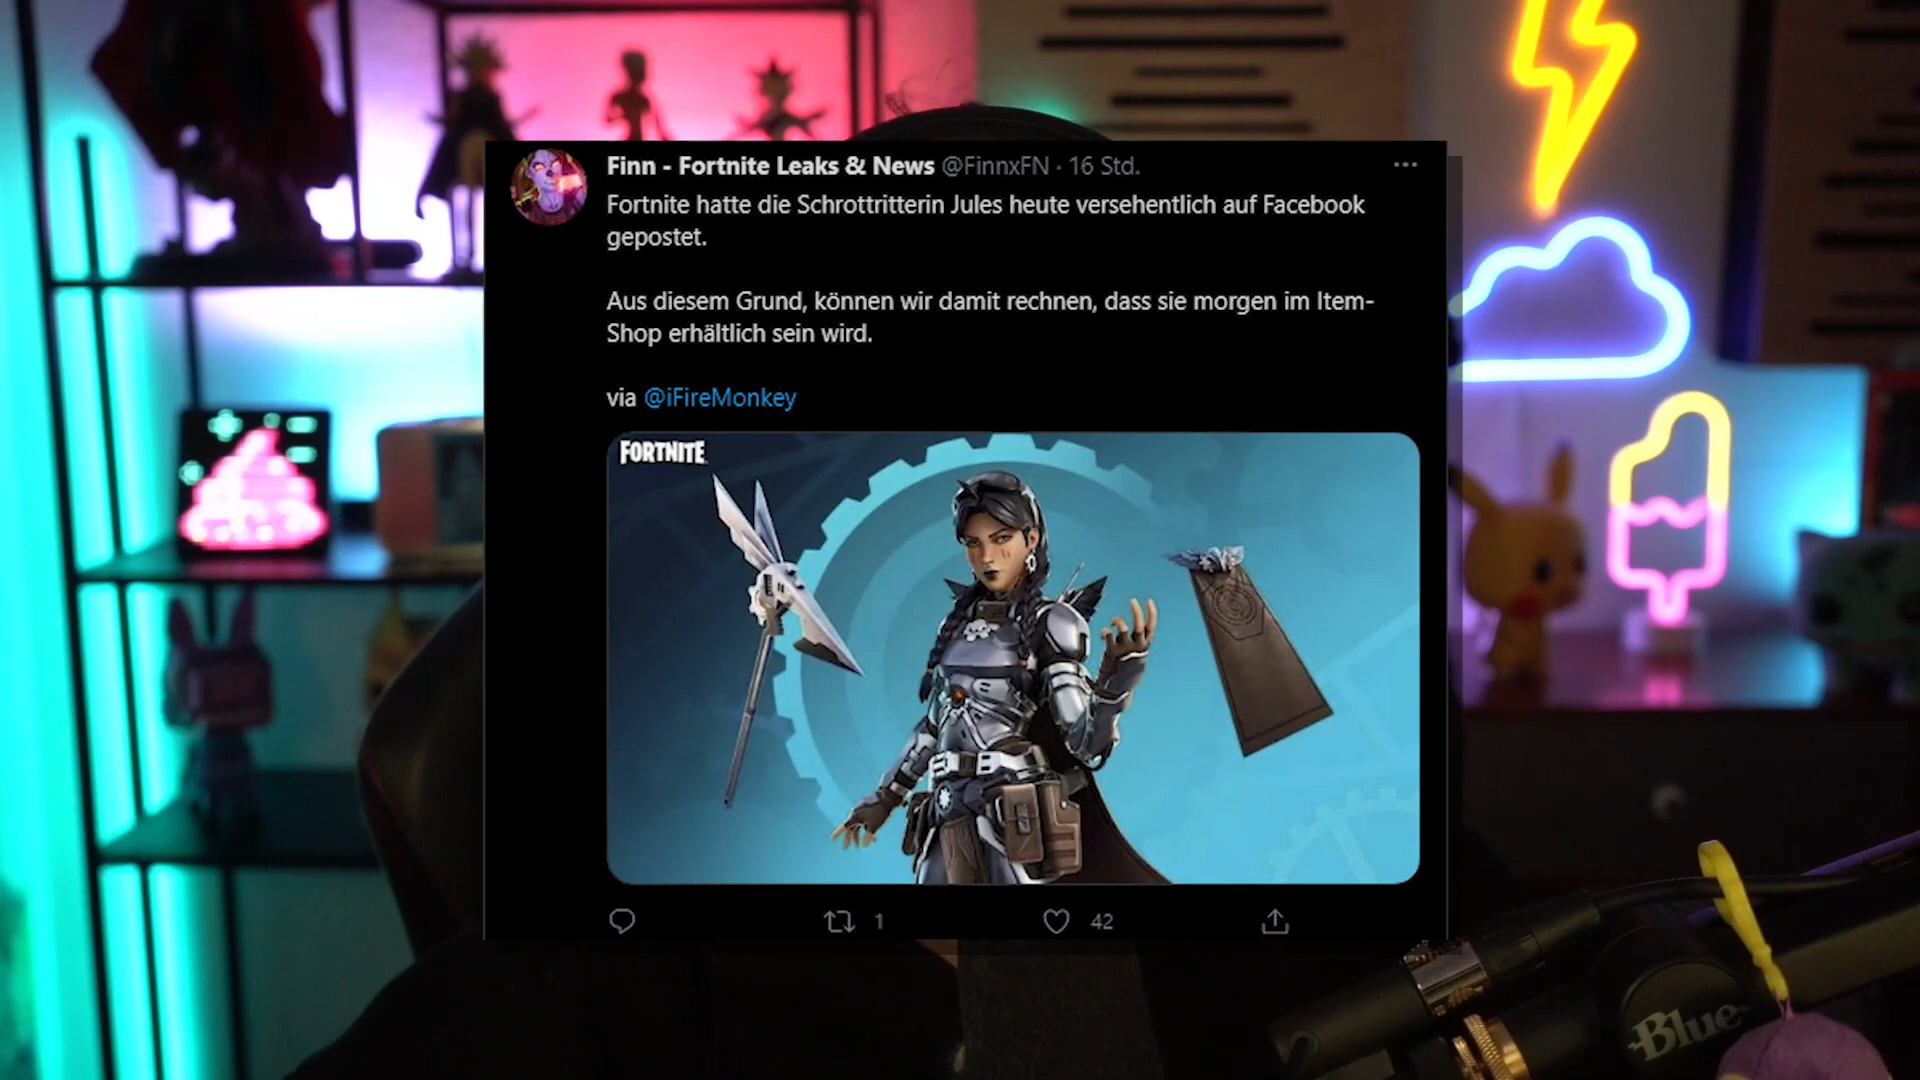 Finn - Fortnite Leaks & News @FinnxFN · 16 Std.
Fortnite hatte die Schrottritterin Jules heute versehentlich auf Facebook
gepostet.
Aus diesem Grund, können wir damit rechnen, dass sie morgen im Item-
Shop erhältlich sein wird.
via @iFireMonkey
FORTNITE
1
42
Blue